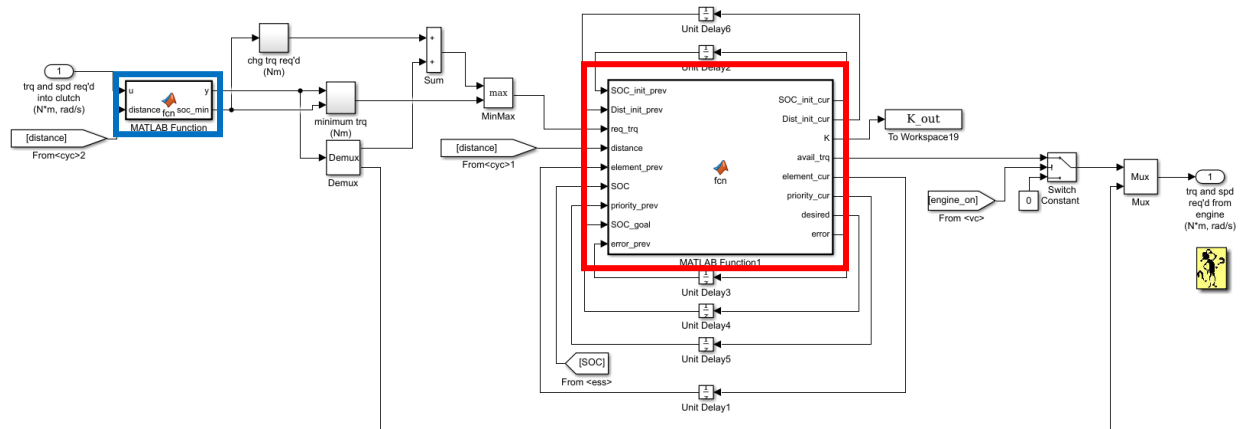 Unit Delay6
Unit Delay2
1
trq and spd req'd
into clutch
(N*m, rad/s)
chg trq req'd
(Nm)
+
+
Sum
u
y
distance
fcn
soc_min
MATLAB Function
[distance]
From<cyc>2
minimum trq
(Nm)
Demux
Demux
max
MinMax
[distance]
From<cyc>1
SOC_init_prev
Dist_init_prev
req_trq
distance
element_prev
SOC
priority_prev
SOC_goal
error_prev
fcn
SOC_init_cur
Dist_init_cur
K
avail_trq
element_cur
priority_cur
desired
error
MATLAB Function1
K_out
To Workspace19
[engine_on]
From <vc>
0
Switch
Constant
Mux
Mux
1
trq and spd
req'd from
engine
(N*m, rad/s)
Unit Delay3
Unit Delay4
Unit Delay5
[SOC]
From <ess>
Unit Delay1